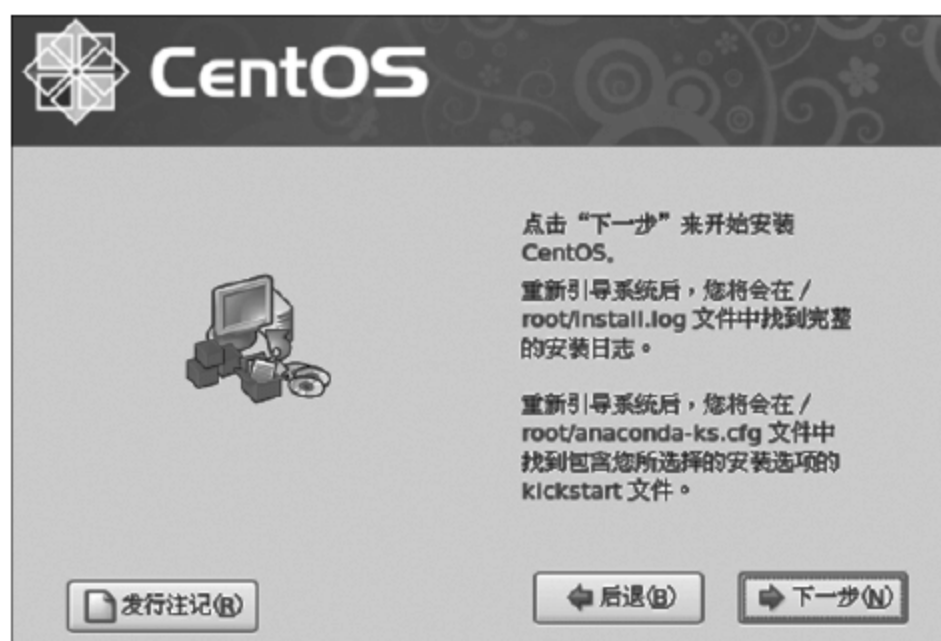 CentOS
点击“下一步”来开始安装
CentOS。
重新引导系统后，您将会在 /
root/install.log 文件中找到完整
的安装日志。
重新引导系统后，您将会在 /
root/anaconda-ks.cfg 文件中
找到包含您所选择的安装选项的
kickstart 文件。
发行注记(R)
后退(B)
下一步(N)